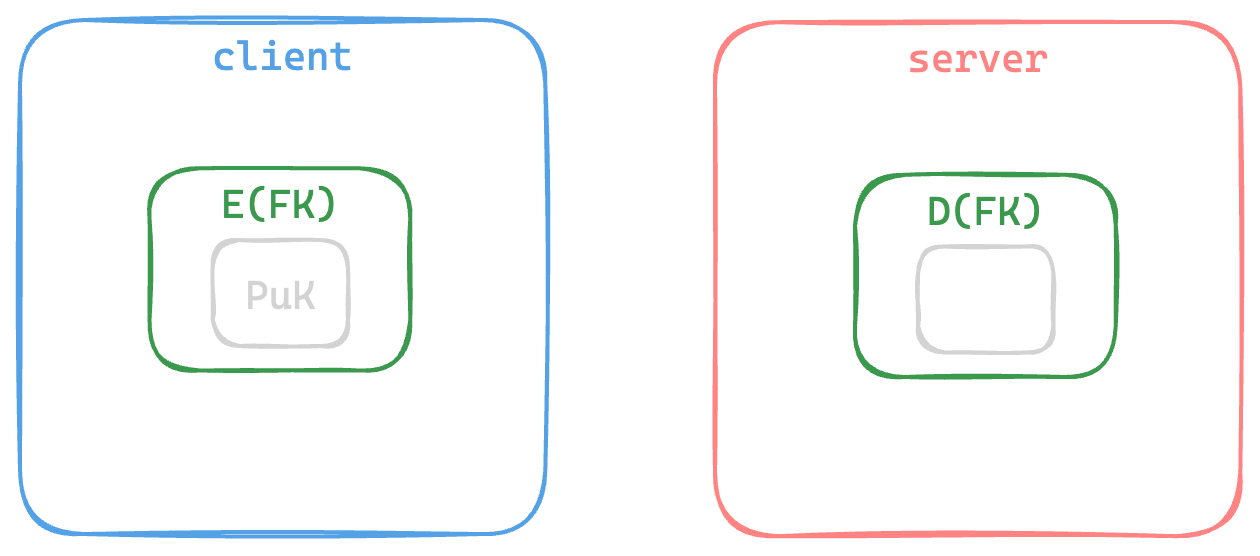 client
server
E(FK)
D(FK)
PuK